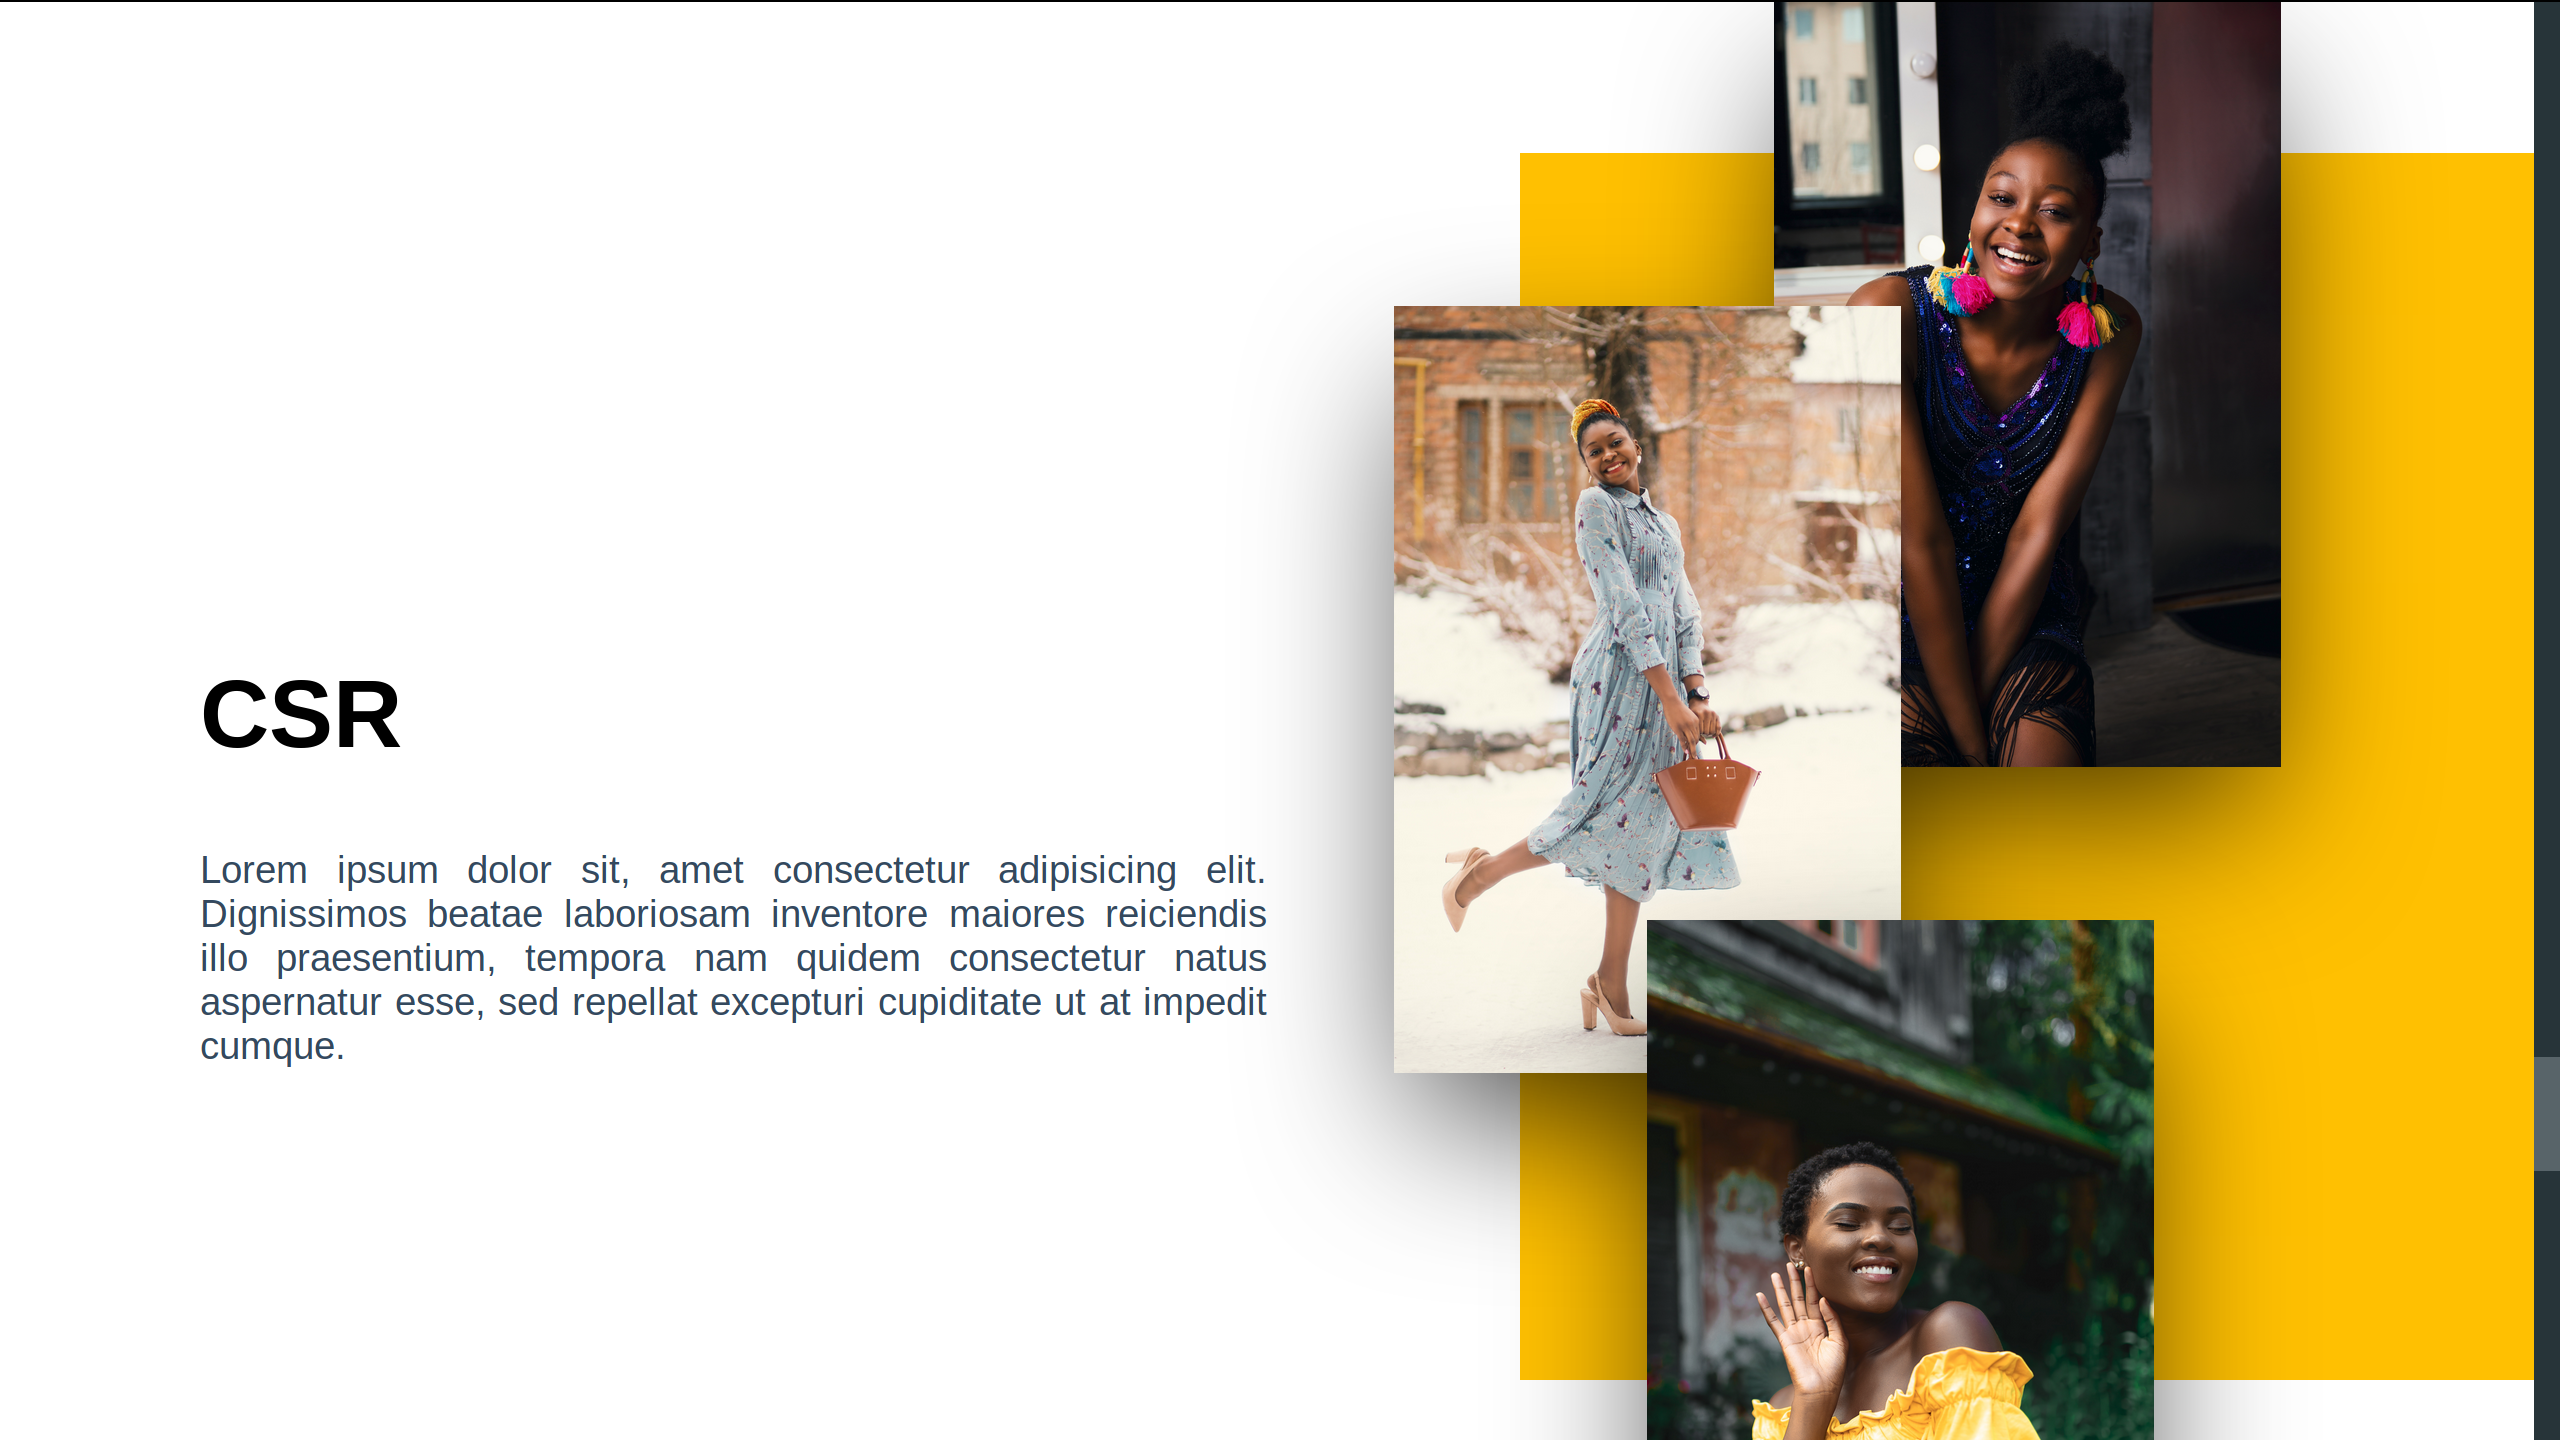 CSR
Lorem ipsum dolor sit, amet consectetur adipisicing elit.
Dignissimos beatae laboriosam inventore maiores reiciendis
illo praesentium, tempora nam quidem consectetur natus
aspernatur esse, sed repellat excepturi cupiditate ut at impedit
cumque.